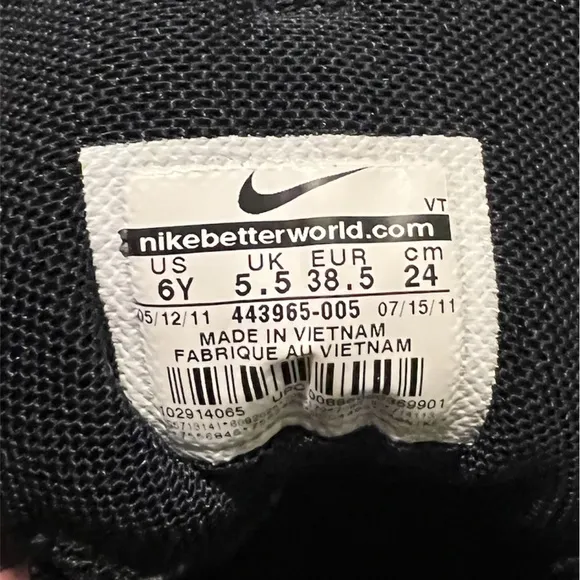 VT
nikebetterworld.com
US UK EUR cm
6Y 5.5 38.5 24
05/12/11 443965-005 07/15/11
MADE IN VIETNAM
FABRIQUE AU VIETNAM
102914065 UPC